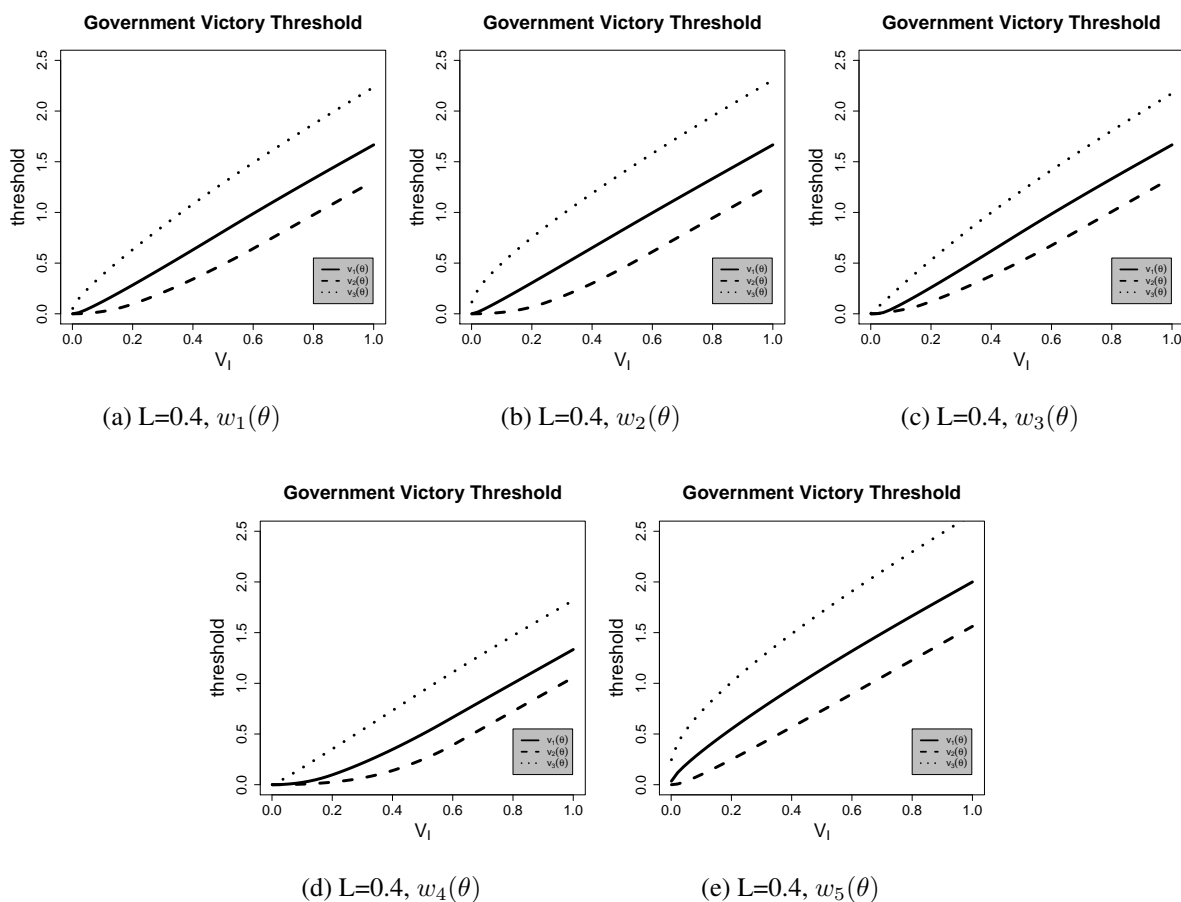 Government Victory Threshold
Government Victory Threshold
Government Victory Threshold
threshold
0.0 0.5 1.0 1.5 2.0 2.5
v₁(θ)
v₂(θ)
v₃(θ)
0.0 0.2 0.4 0.6 0.8 1.0
V_I
threshold
0.0 0.5 1.0 1.5 2.0 2.5
v₁(θ)
v₂(θ)
v₃(θ)
0.0 0.2 0.4 0.6 0.8 1.0
V_I
threshold
0.0 0.5 1.0 1.5 2.0 2.5
v₁(θ)
v₂(θ)
v₃(θ)
0.0 0.2 0.4 0.6 0.8 1.0
V_I
(a) L=0.4, w₁(θ)
(b) L=0.4, w₂(θ)
(c) L=0.4, w₃(θ)
Government Victory Threshold
Government Victory Threshold
threshold
0.0 0.5 1.0 1.5 2.0 2.5
v₁(θ)
v₂(θ)
v₃(θ)
0.0 0.2 0.4 0.6 0.8 1.0
V_I
threshold
0.0 0.5 1.0 1.5 2.0 2.5
v₁(θ)
v₂(θ)
v₃(θ)
0.0 0.2 0.4 0.6 0.8 1.0
V_I
(d) L=0.4, w₄(θ)
(e) L=0.4, w₅(θ)